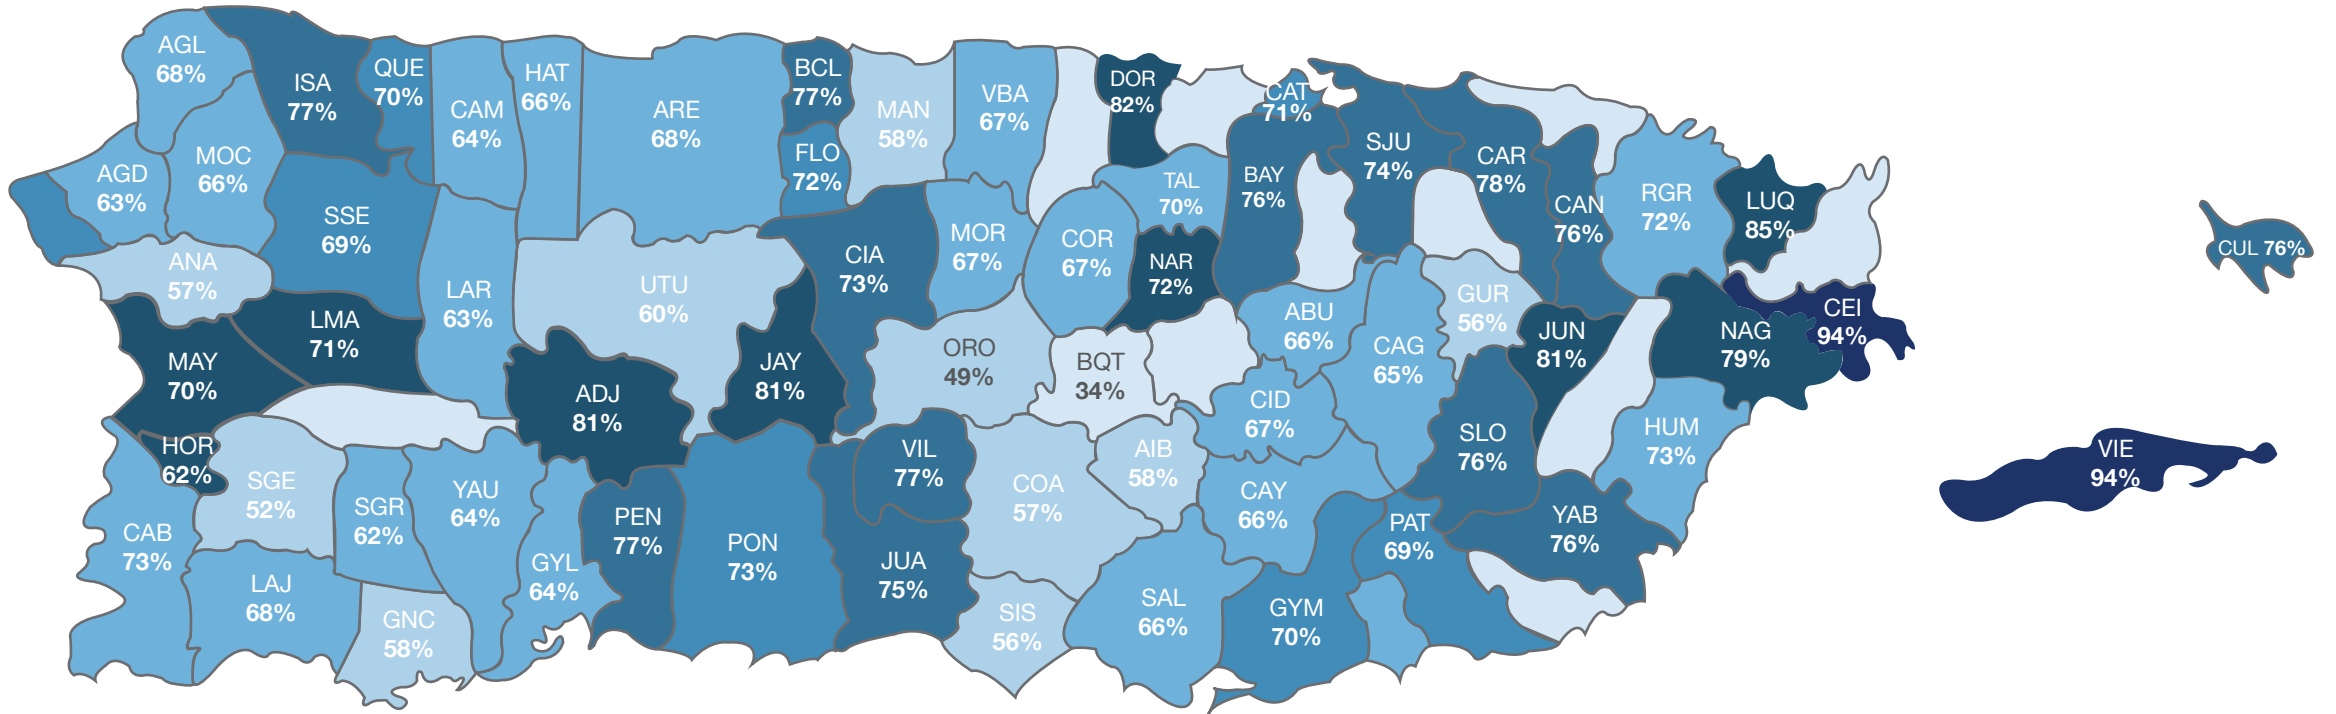 AGL
68%
ISA
77%
QUE
70%
CAM
64%
HAT
66%
ARE
68%
BCL
77%
MAN
58%
VBA
67%
DOR
82%
CAT
71%
SJU
74%
CAR
78%
CAN
76%
RGR
72%
LUQ
85%
CUL 76%
AGD
63%
MOC
66%
SSE
69%
FLO
72%
CIA
73%
MOR
67%
COR
67%
TAL
70%
NAR
72%
BAY
76%
ANA
57%
LMA
71%
LAR
63%
UTU
60%
MAY
70%
ADJ
81%
JAY
81%
ORO
49%
BQT
34%
ABU
66%
CAG
65%
GUR
56%
JUN
81%
NAG
79%
CEI
94%
HOR
62%
SGE
52%
SGR
62%
YAU
64%
CAB
73%
LAJ
68%
GNC
58%
GYL
64%
PEN
77%
PON
73%
VIL
77%
JUA
75%
COA
57%
AIB
58%
CID
67%
CAY
66%
SLO
76%
HUM
73%
YAB
76%
PAT
69%
SIS
56%
SAL
66%
GYM
70%
VIE
94%